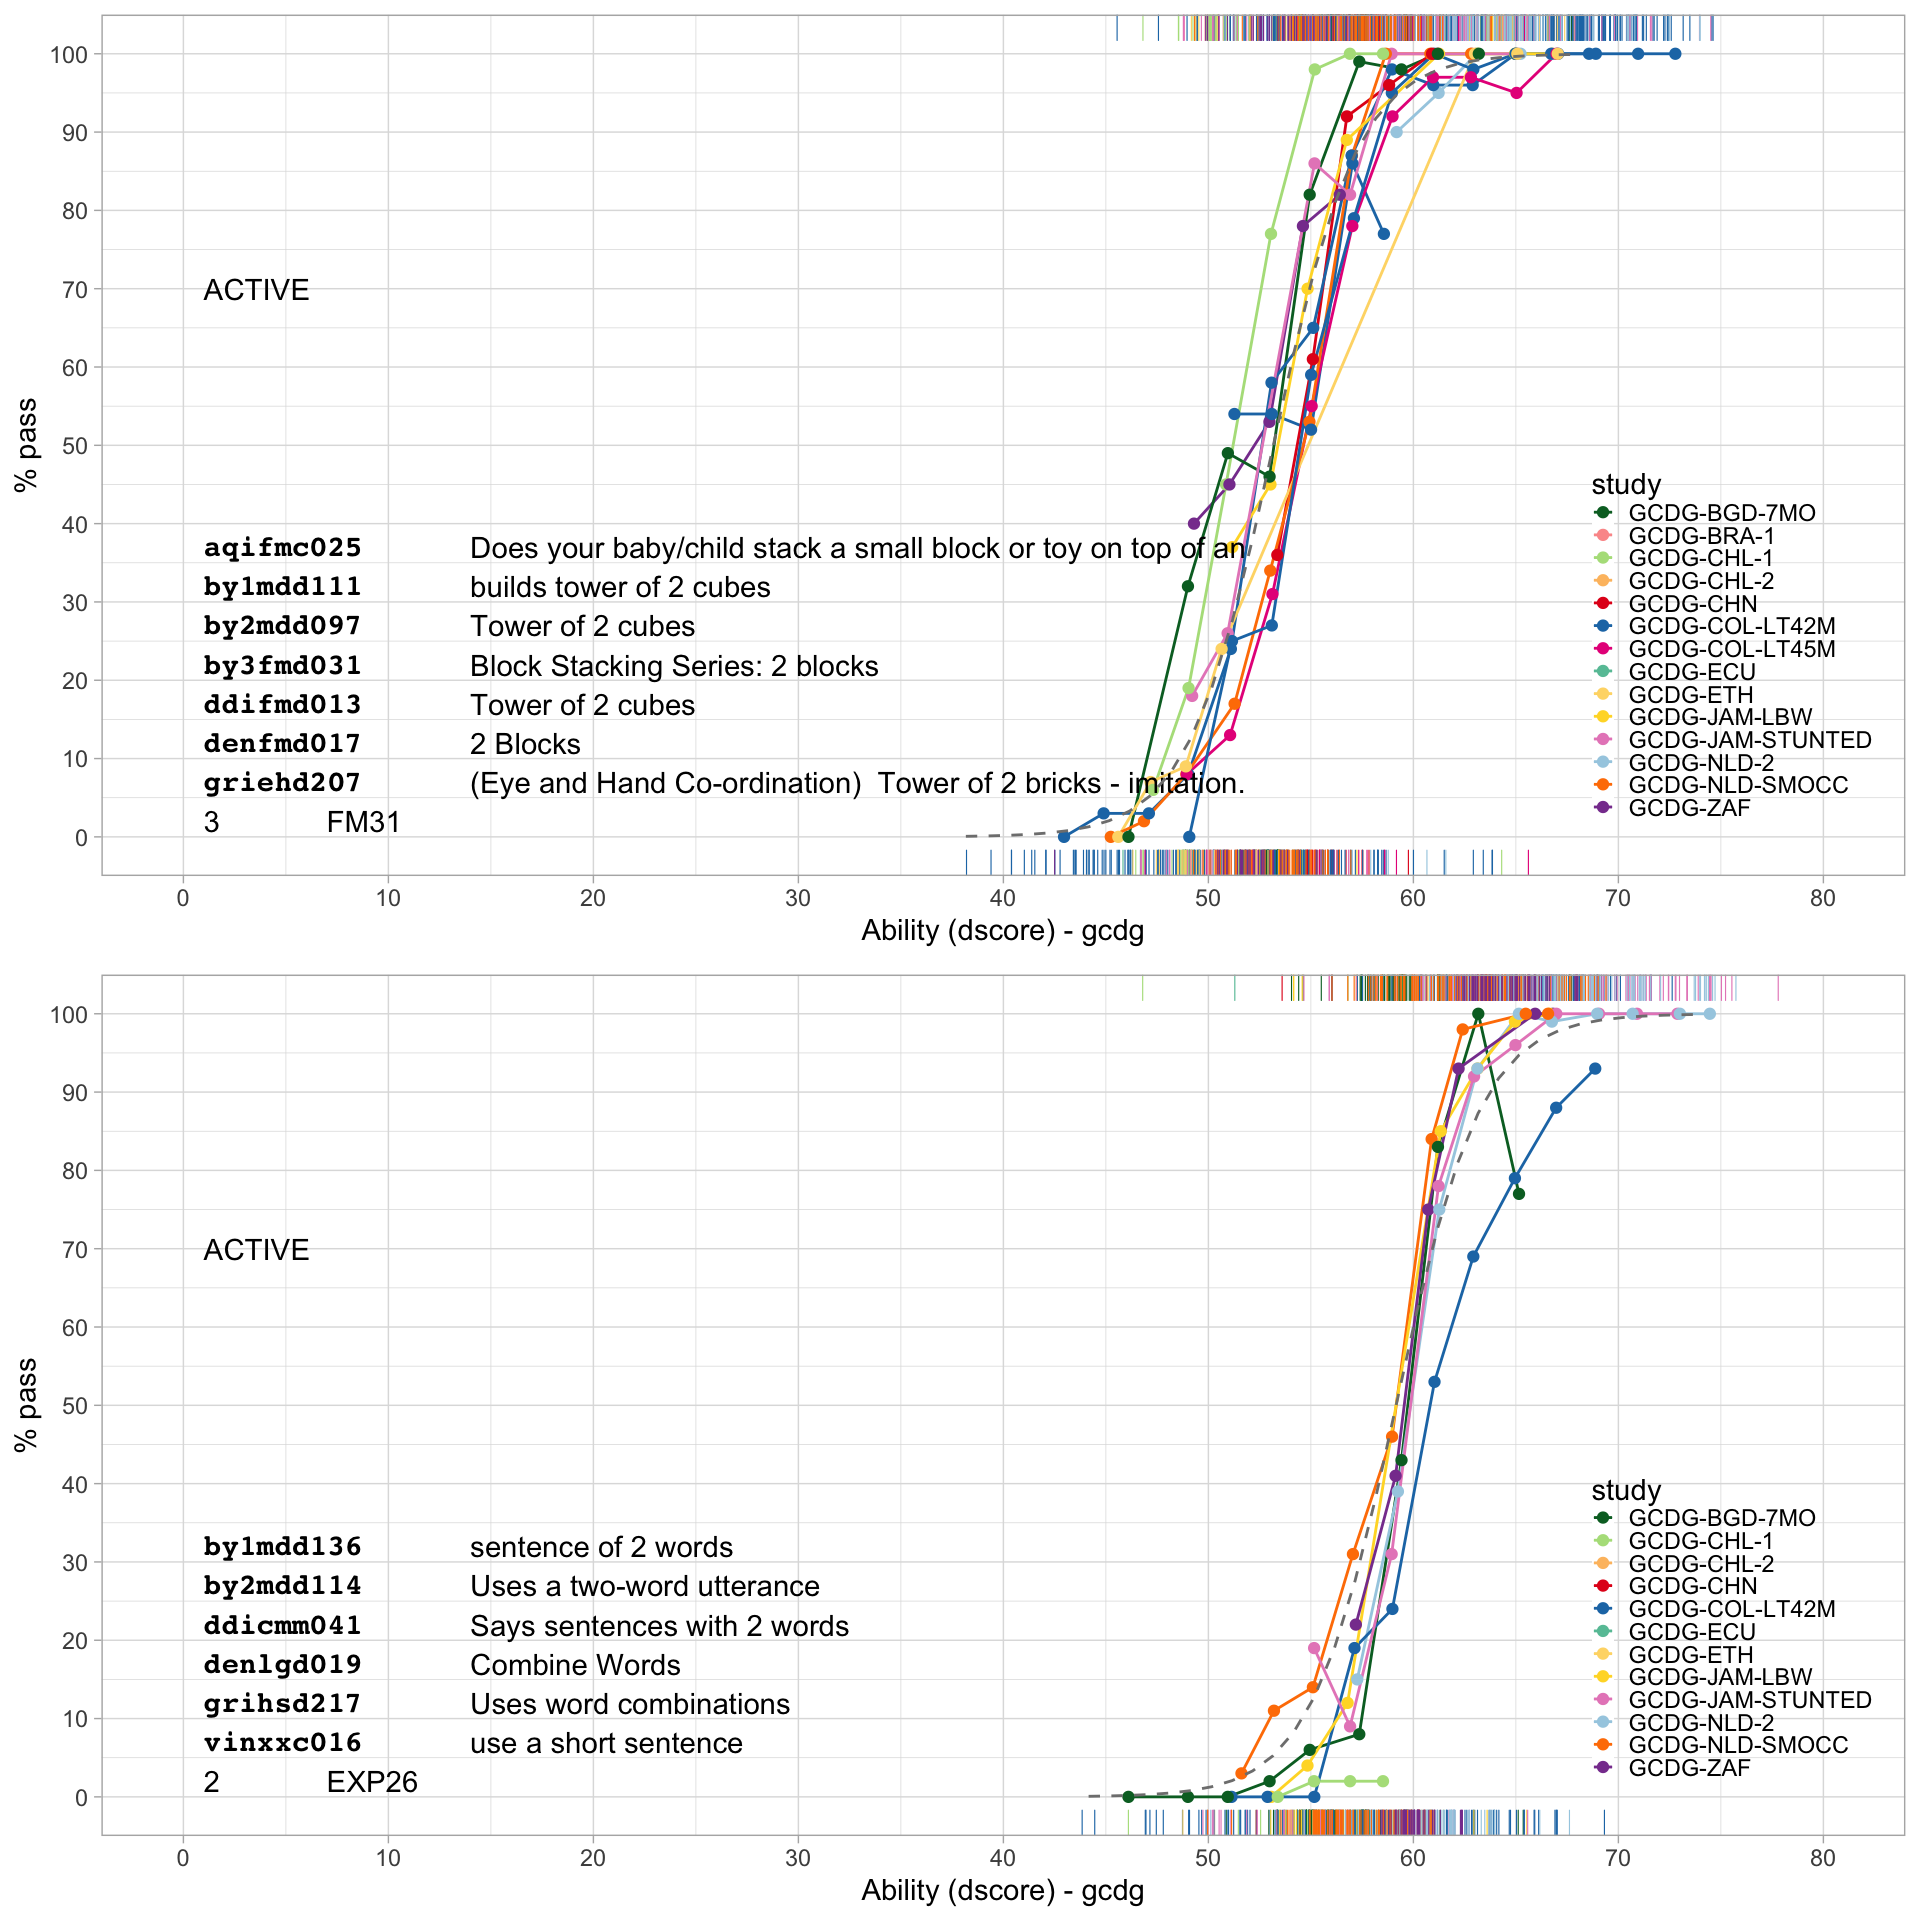 100
90
80
70
60
50
40
30
20
10
0
% pass
ACTIVE
aqifmc025 Does your baby/child stack a small block or toy on top of an
by1mdd111 builds tower of 2 cubes
by2mdd097 Tower of 2 cubes
by3fmd031 Block Stacking Series: 2 blocks
ddifmd013 Tower of 2 cubes
denfmd017 2 Blocks
griehd207 (Eye and Hand Co-ordination) Tower of 2 bricks - imitation.
3 FM31
study
GCDG-BGD-7MO
GCDG-BRA-1
GCDG-CHL-1
GCDG-CHL-2
GCDG-CHN
GCDG-COL-LT42M
GCDG-COL-LT45M
GCDG-ECU
GCDG-ETH
GCDG-JAM-LBW
GCDG-JAM-STUNTED
GCDG-NLD-2
GCDG-NLD-SMOCC
GCDG-ZAF
0 10 20 30 40 50 60 70 80
Ability (dscore) - gcdg
100
90
80
70
60
50
40
30
20
10
0
% pass
ACTIVE
by1mdd136 sentence of 2 words
by2mdd114 Uses a two-word utterance
ddicmm041 Says sentences with 2 words
denlgd019 Combine Words
grihsd217 Uses word combinations
vinxxc016 use a short sentence
2 EXP26
study
GCDG-BGD-7MO
GCDG-CHL-1
GCDG-CHL-2
GCDG-CHN
GCDG-COL-LT42M
GCDG-ECU
GCDG-ETH
GCDG-JAM-LBW
GCDG-JAM-STUNTED
GCDG-NLD-2
GCDG-NLD-SMOCC
GCDG-ZAF
0 10 20 30 40 50 60 70 80
Ability (dscore) - gcdg